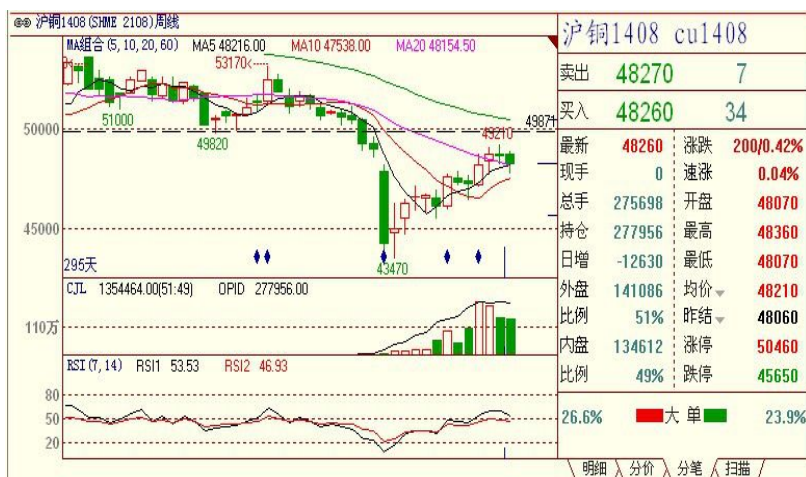 沪铜1408(SHME 2108)周线
MA组合(5,10,20,60) MA5 48216.00 MA10 47538.00 MA20 48154.50
53170
51000
50000
49820
49210
45000
43470
295天
CJL 1354464.00(51:49) OPID 277956.00
110万
RSI(7,14) RSI1 53.53 RSI2 46.93
80
50
20
沪铜1408 cu1408
卖出 48270 7
买入 48260 34
最新 48260 涨跌 200/0.42%
现手 0 速涨 0.04%
总手 275698 开盘 48070
持仓 277956 最高 48360
日增 -12630 最低 48070
外盘 141086 均价 48210
比例 51% 昨结 48060
内盘 134612 涨停 50460
比例 49% 跌停 45650
26.6% 大单 23.9%
明细 分价 分笔 扫描